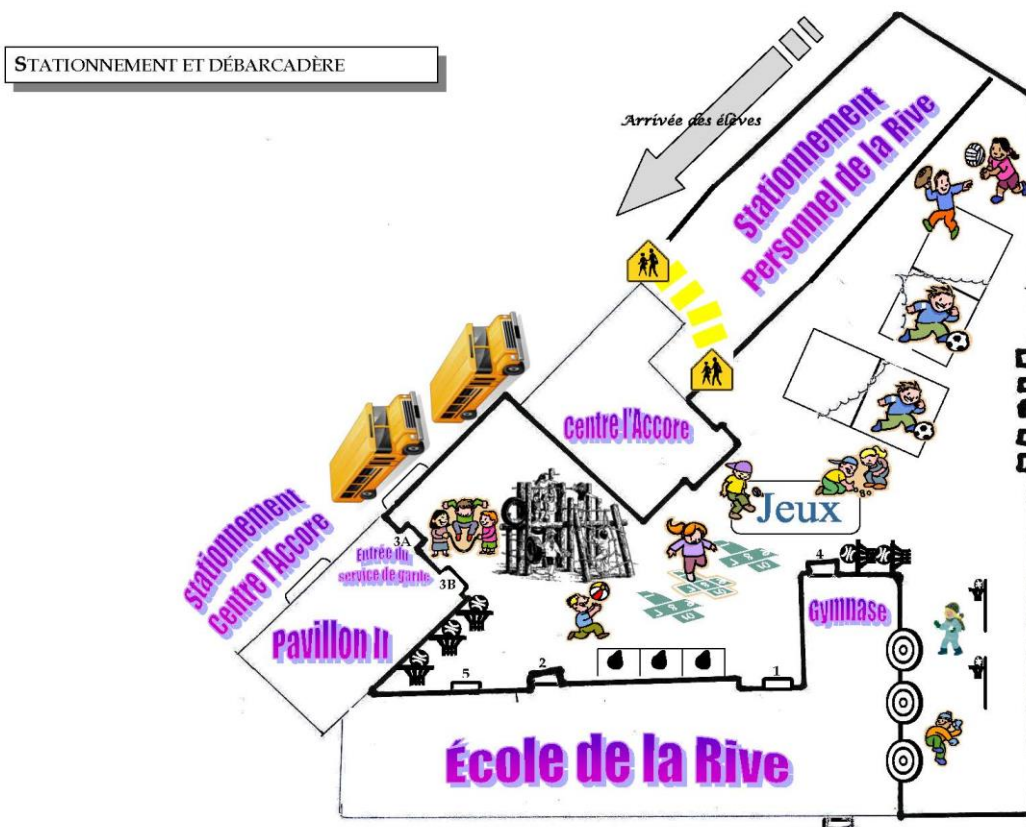 STATIONNEMENT ET DÉBARCADÈRE
Arrivée des élèves
Stationnement
Personnel de la Rive
Centre l'Accore
Stationnement
Centre l'Accore
3A
Entrée du
service de garde
3B
Pavillon II
Jeux
4
Gymnase
5
2
1
École de la Rive